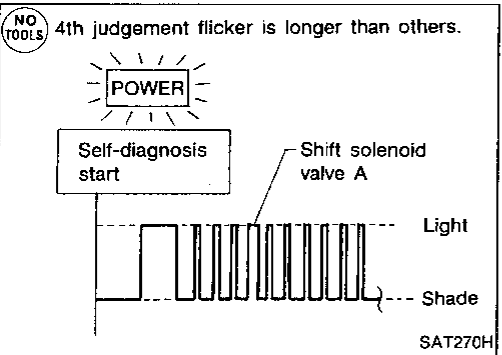 NO
TOOLS
4th judgement flicker is longer than others.
POWER
Self-diagnosis
start
Shift solenoid
valve A
Light
Shade
SAT270H